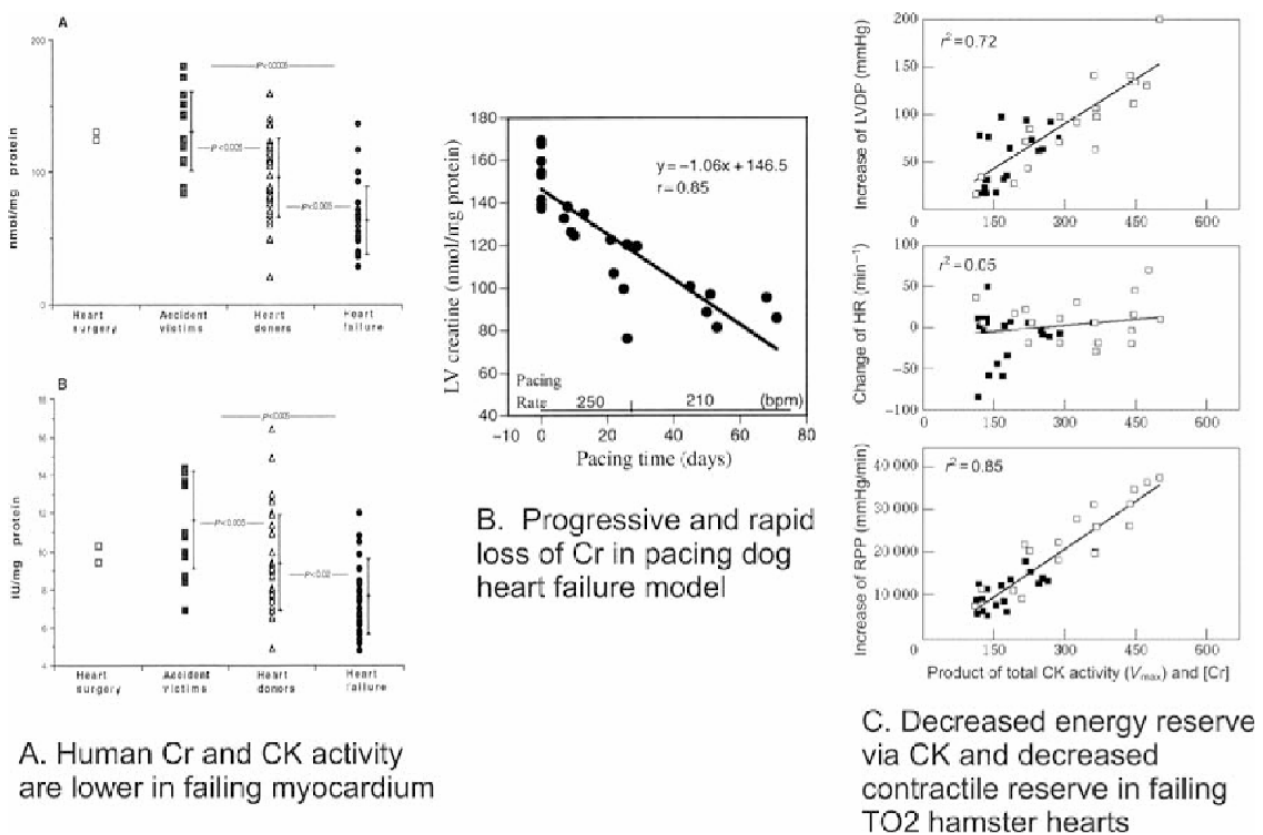 A
200
100
0
nmol/mg protein
P<0.0005
P<0.005
P<0.005
Heart surgery
Accident victims
Heart donors
Heart failure
B
18
16
14
12
10
8
6
4
IU/mg protein
P<0.005
P<0.005
P<0.02
Heart surgery
Accident victims
Heart donors
Heart failure
A. Human Cr and CK activity
are lower in failing myocardium
180
160
140
120
100
80
60
40
LV creatine (nmol/mg protein)
y=−1.06x + 146.5
r=0.85
Pacing
Rate 250 210 (bpm)
−10 0 20 40 60 80
Pacing time (days)
B. Progressive and rapid
loss of Cr in pacing dog
heart failure model
200
150
100
50
Increase of LVDP (mmHg)
r²=0.72
0 150 300 450 600
100
50
0
−50
−100
Change of HR (min⁻¹)
r²=0.05
0 150 300 450 600
40 000
30 000
20 000
10 000
Increase of RPP (mmHg/min)
r²=0.85
0 150 300 450 600
Product of total CK activity (Vmax) and [Cr]
C. Decreased energy reserve
via CK and decreased
contractile reserve in failing
TO2 hamster hearts